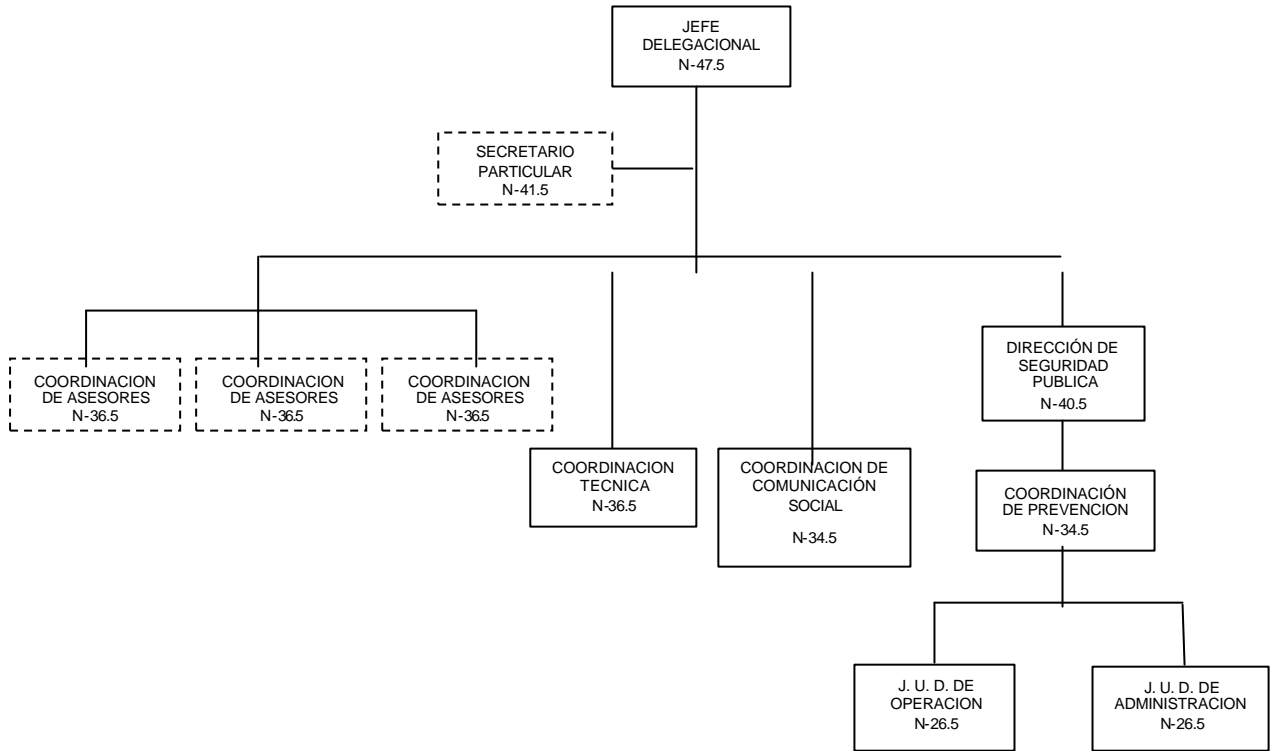 JEFE
DELEGACIONAL
N-47.5
SECRETARIO
PARTICULAR
N-41.5
COORDINACION
DE ASESORES
N-36.5
COORDINACION
DE ASESORES
N-36.5
COORDINACION
DE ASESORES
N-36.5
DIRECCIÓN DE
SEGURIDAD
PUBLICA
N-40.5
COORDINACION
TECNICA
N-36.5
COORDINACION DE
COMUNICACIÓN
SOCIAL
N-34.5
COORDINACIÓN
DE PREVENCION
N-34.5
J. U. D. DE
OPERACION
N-26.5
J. U. D. DE
ADMINISTRACION
N-26.5